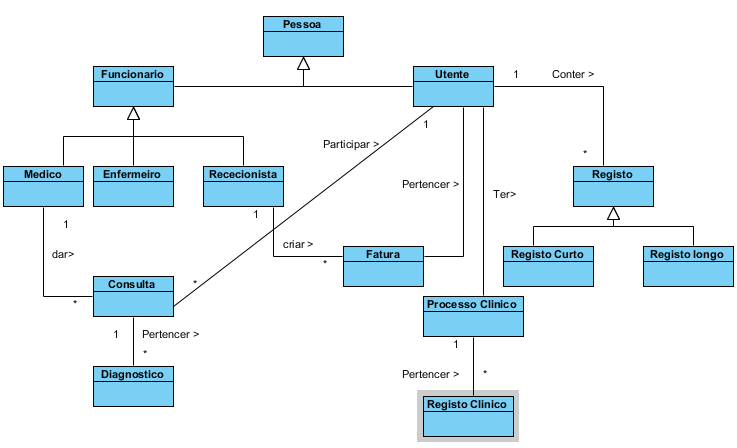 Pessoa
Funcionario
Utente
1
Conter >
Participar >
1
*
Medico
Enfermeiro
Rececionista
Pertencer >
Ter>
Registo
1
1
dar>
criar >
*
Fatura
Registo Curto
Registo longo
Consulta
*
*
Processo Clinico
1
Pertencer >
*
1
Diagnostico
Pertencer >
*
Registo Clinico